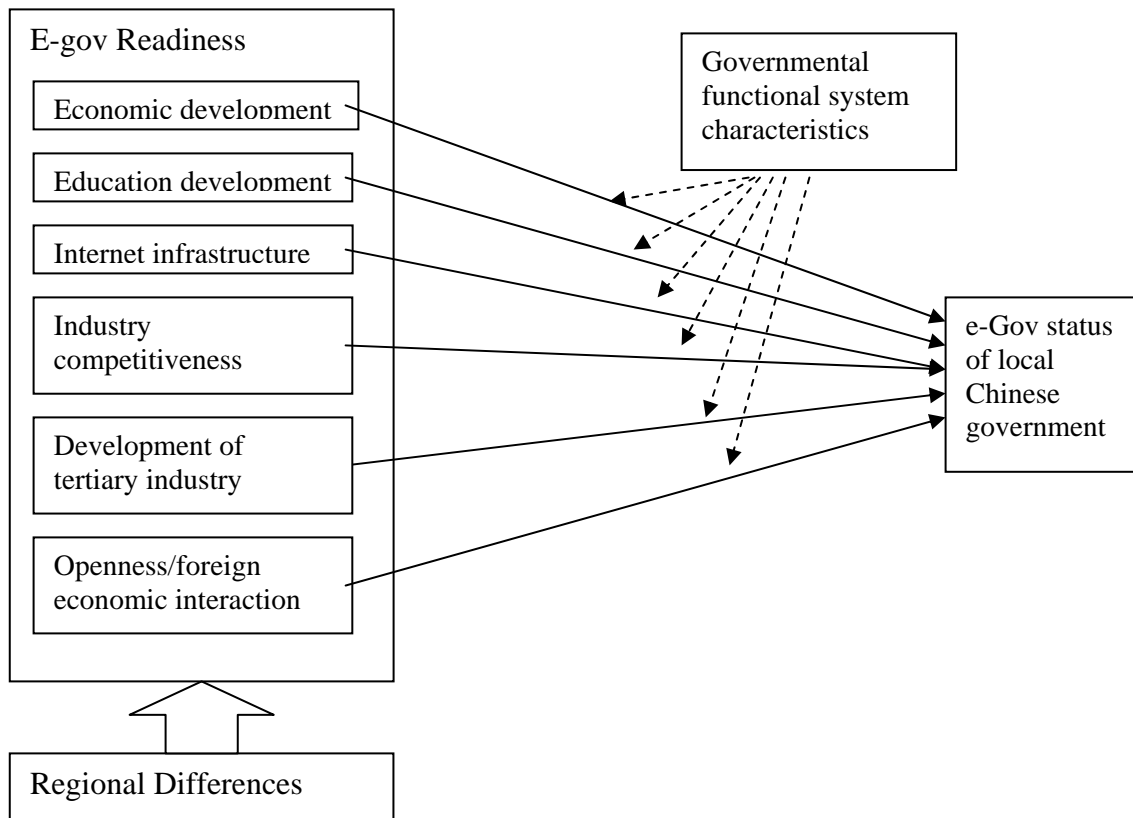 E-gov Readiness
Economic development
Education development
Internet infrastructure
Industry
competitiveness
Development of
tertiary industry
Openness/foreign
economic interaction
Regional Differences
Governmental
functional system
characteristics
e-Gov status
of local
Chinese
government